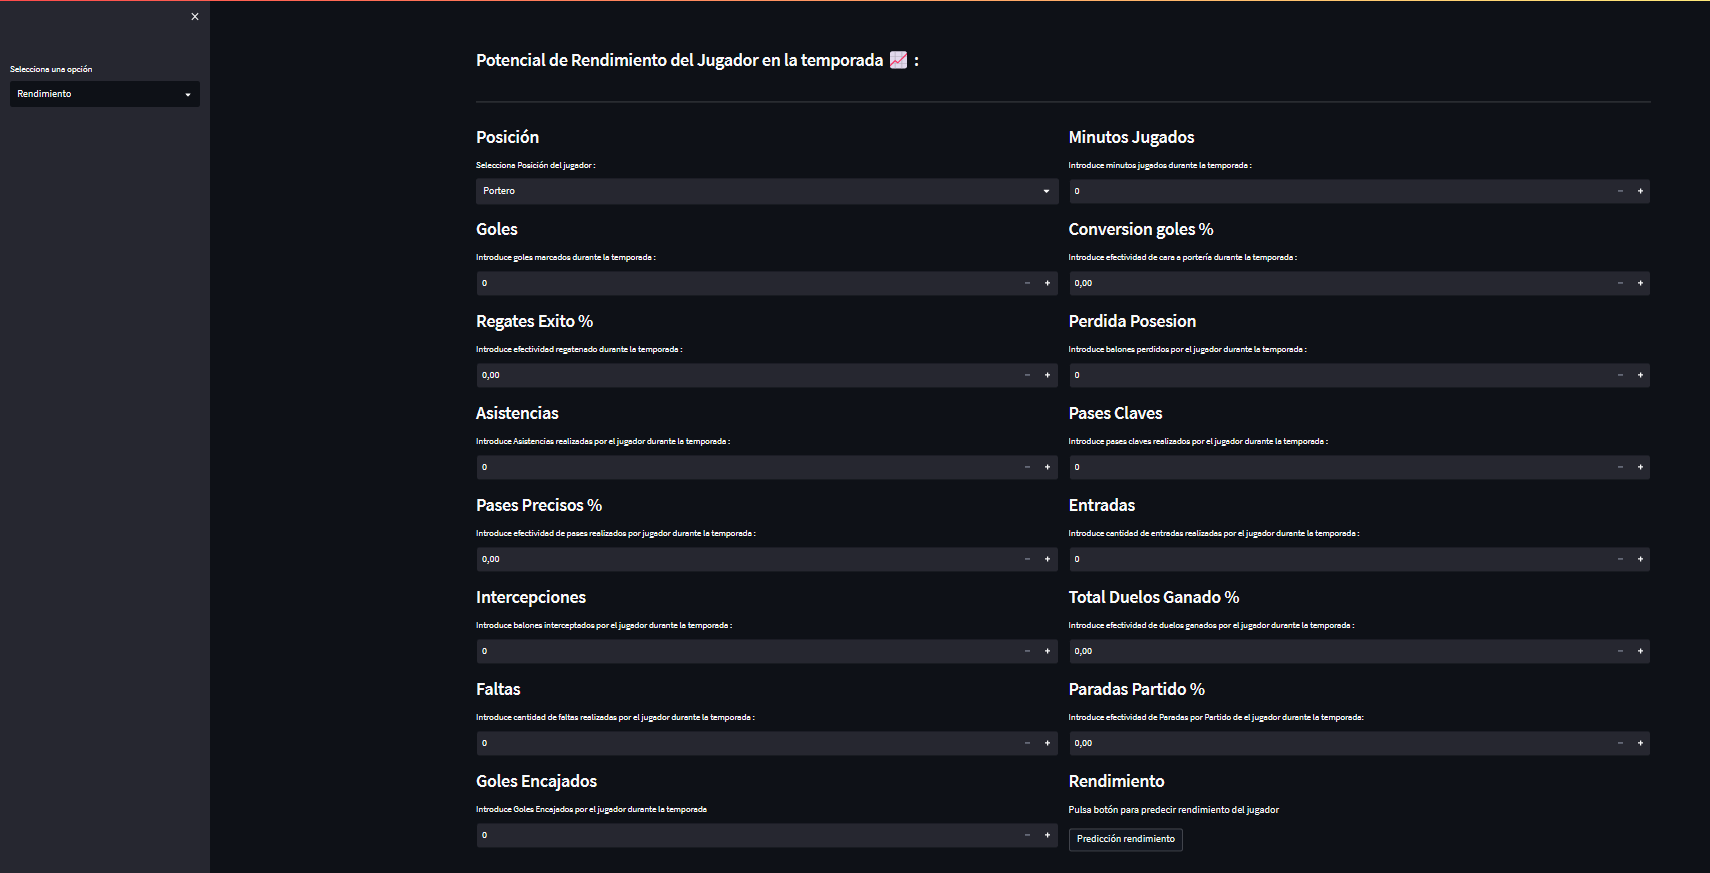 Selecciona una opción
Rendimiento
Potencial de Rendimiento del Jugador en la temporada 📈 :
Posición
Selecciona Posición del jugador :
Portero
Minutos Jugados
Introduce minutos jugados durante la temporada :
0
Goles
Introduce goles marcados durante la temporada :
0
Conversion goles %
Introduce efectividad de cara a portería durante la temporada :
0,00
Regates Exito %
Introduce efectividad regatenado durante la temporada :
0,00
Perdida Posesion
Introduce balones perdidos por el jugador durante la temporada :
0
Asistencias
Introduce Asistencias realizadas por el jugador durante la temporada :
0
Pases Claves
Introduce pases claves realizados por el jugador durante la temporada :
0
Pases Precisos %
Introduce efectividad de pases realizados por jugador durante la temporada :
0,00
Entradas
Introduce cantidad de entradas realizadas por el jugador durante la temporada :
0
Intercepciones
Introduce balones interceptados por el jugador durante la temporada :
0
Total Duelos Ganado %
Introduce efectividad de duelos ganados por el jugador durante la temporada :
0,00
Faltas
Introduce cantidad de faltas realizadas por el jugador durante la temporada :
0
Paradas Partido %
Introduce efectividad de Paradas por Partido de el jugador durante la temporada:
0,00
Goles Encajados
Introduce Goles Encajados por el jugador durante la temporada
0
Rendimiento
Pulsa botón para predecir rendimiento del jugador
Predicción rendimiento